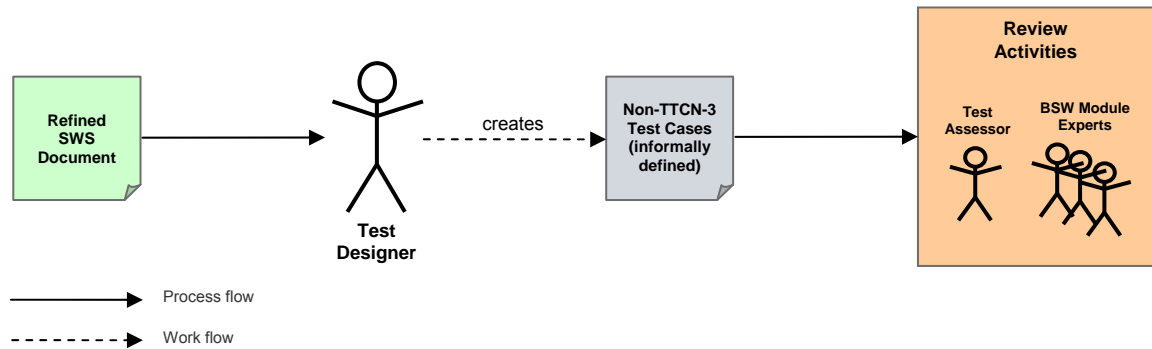 Refined
SWS
Document
Test
Designer
creates
Non-TTCN-3
Test Cases
(informally
defined)
Review
Activities
Test
Assessor
BSW Module
Experts
Process flow
Work flow